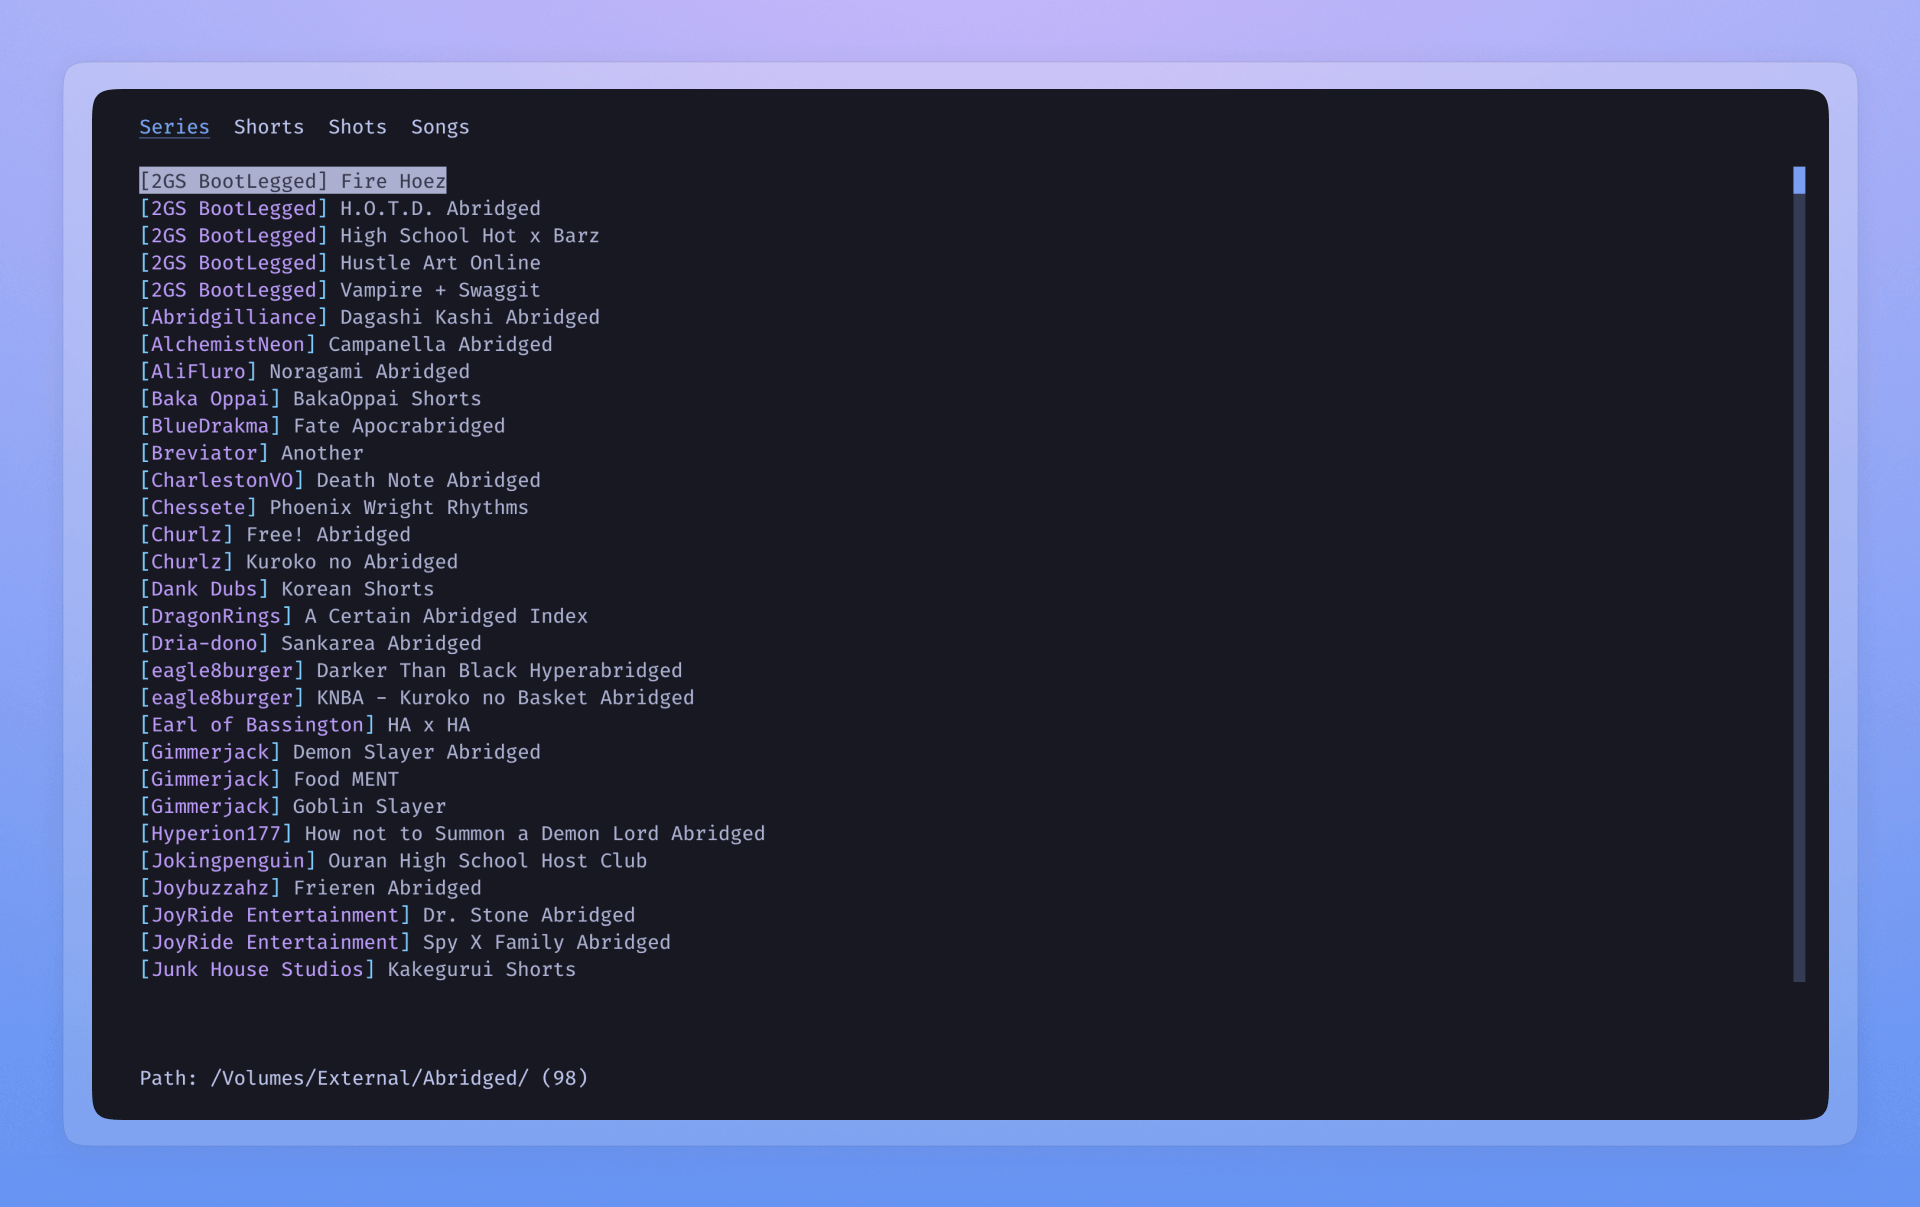 Series Shorts Shots Songs
[2GS BootLegged] Fire Hoez
[2GS BootLegged] H.O.T.D. Abridged
[2GS BootLegged] High School Hot x Barz
[2GS BootLegged] Hustle Art Online
[2GS BootLegged] Vampire + Swaggit
[Abridgilliance] Dagashi Kashi Abridged
[AlchemistNeon] Campanella Abridged
[AliFluro] Noragami Abridged
[Baka Oppai] BakaOppai Shorts
[BlueDrakma] Fate Apocrabridged
[Breviator] Another
[CharlestonVO] Death Note Abridged
[Chessete] Phoenix Wright Rhythms
[Churlz] Free! Abridged
[Churlz] Kuroko no Abridged
[Dank Dubs] Korean Shorts
[DragonRings] A Certain Abridged Index
[Dria-dono] Sankarea Abridged
[eagle8burger] Darker Than Black Hyperabridged
[eagle8burger] KNBA - Kuroko no Basket Abridged
[Earl of Bassington] HA x HA
[Gimmerjack] Demon Slayer Abridged
[Gimmerjack] Food MENT
[Gimmerjack] Goblin Slayer
[Hyperion177] How not to Summon a Demon Lord Abridged
[Jokingpenguin] Ouran High School Host Club
[Joybuzzahz] Frieren Abridged
[JoyRide Entertainment] Dr. Stone Abridged
[JoyRide Entertainment] Spy X Family Abridged
[Junk House Studios] Kakegurui Shorts
Path: /Volumes/External/Abridged/ (98)